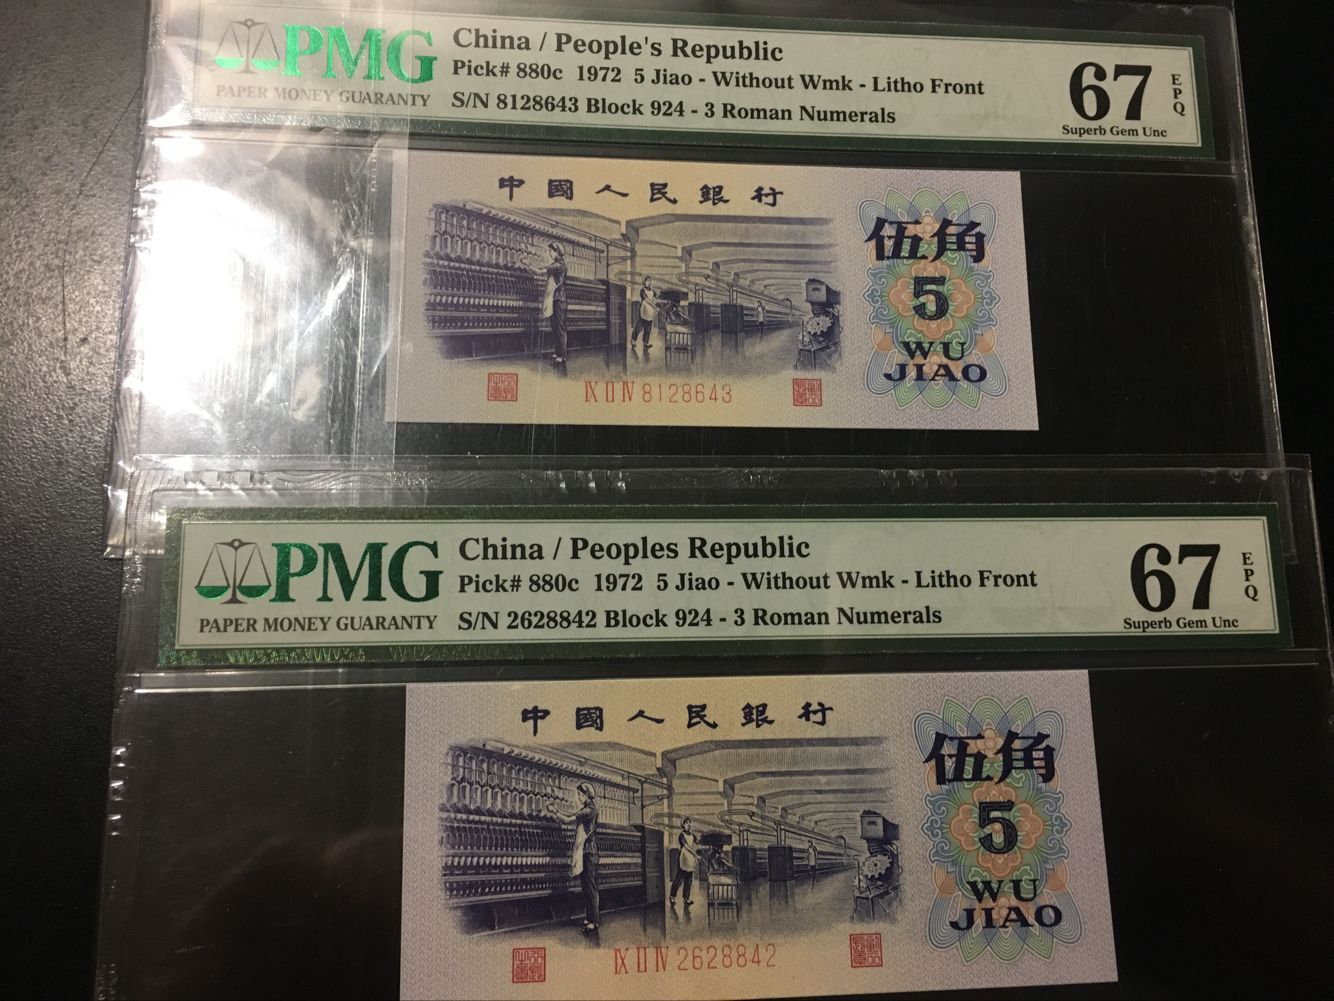 PMG
PAPER MONEY GUARANTY
China / People's Republic
Pick# 880c 1972 5 Jiao - Without Wmk - Litho Front
S/N 8128643 Block 924 - 3 Roman Numerals
67
EPQ
Superb Gem Unc
中國人民銀行
伍角
5
WU
JIAO
IX II IV 8128643
PMG
PAPER MONEY GUARANTY
China / Peoples Republic
Pick# 880c 1972 5 Jiao - Without Wmk - Litho Front
S/N 2628842 Block 924 - 3 Roman Numerals
67
EPQ
Superb Gem Unc
中國人民銀行
伍角
5
WU
JIAO
IX II IV 2628842